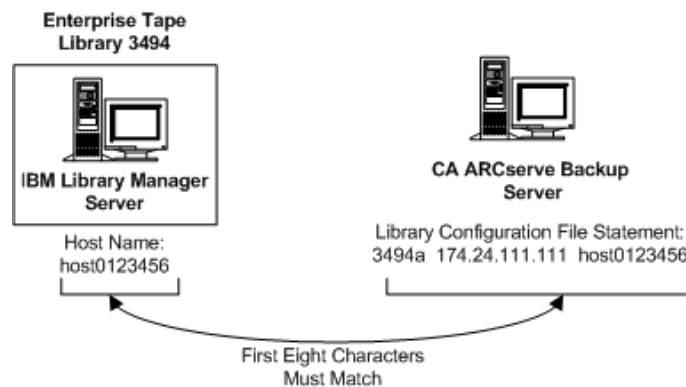 Enterprise Tape
Library 3494
IBM Library Manager
Server
Host Name:
host0123456
CA ARCserve Backup
Server
Library Configuration File Statement:
3494a 174.24.111.111 host0123456
First Eight Characters
Must Match